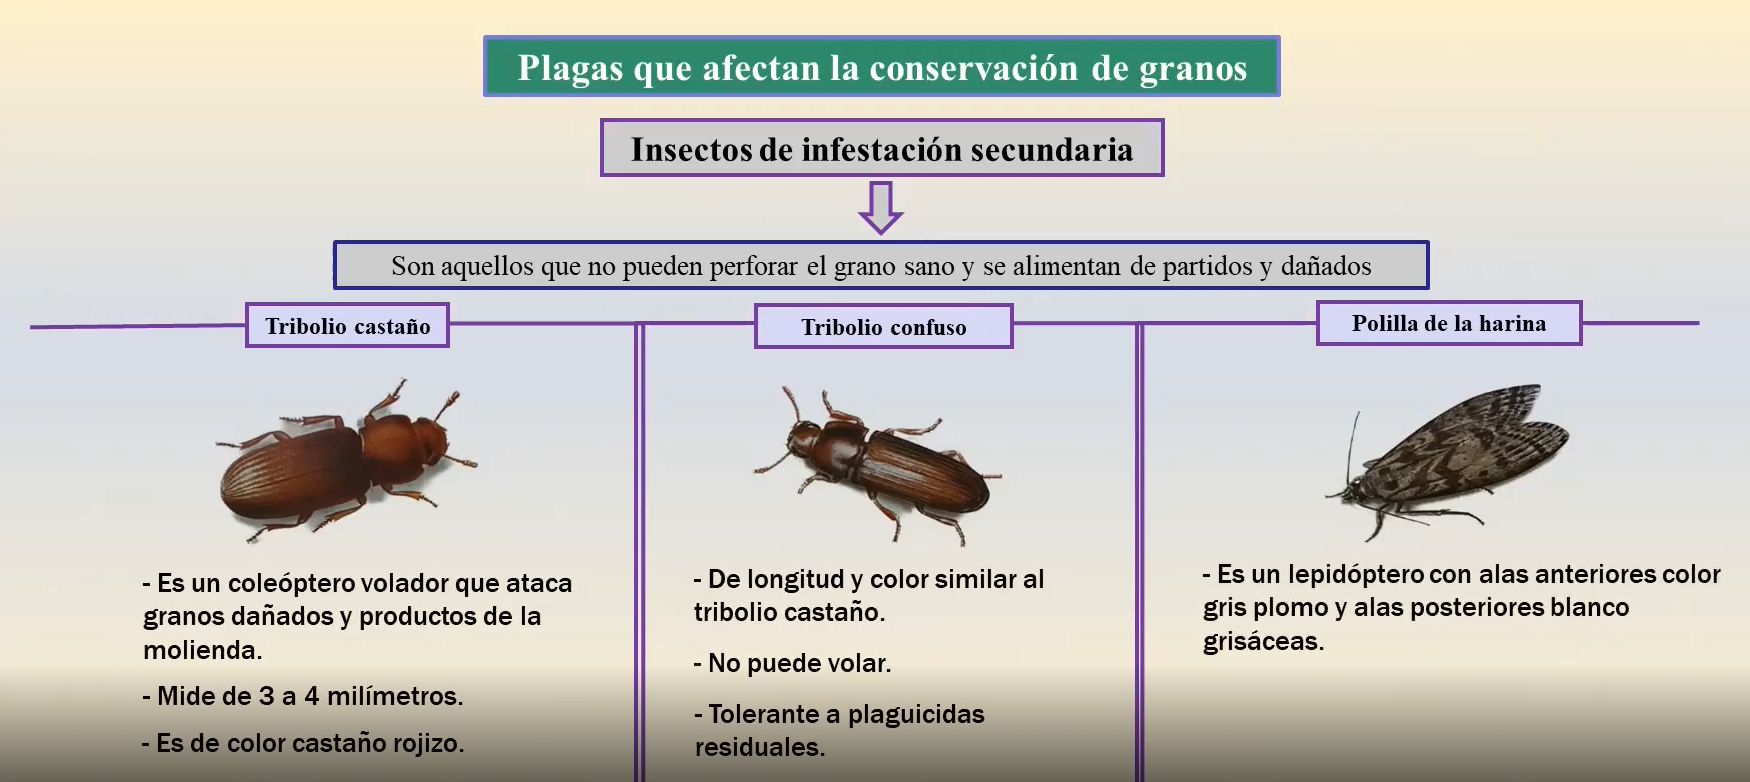 Plagas que afectan la conservación de granos
Insectos de infestación secundaria
Son aquellos que no pueden perforar el grano sano y se alimentan de partidos y dañados
Tribolio castaño
- Es un coleóptero volador que ataca
granos dañados y productos de la
molienda.
- Mide de 3 a 4 milímetros.
- Es de color castaño rojizo.
Tribolio confuso
- De longitud y color similar al
tribolio castaño.
- No puede volar.
- Tolerante a plaguicidas
residuales.
Polilla de la harina
- Es un lepidóptero con alas anteriores color
gris plomo y alas posteriores blanco
grisáceas.